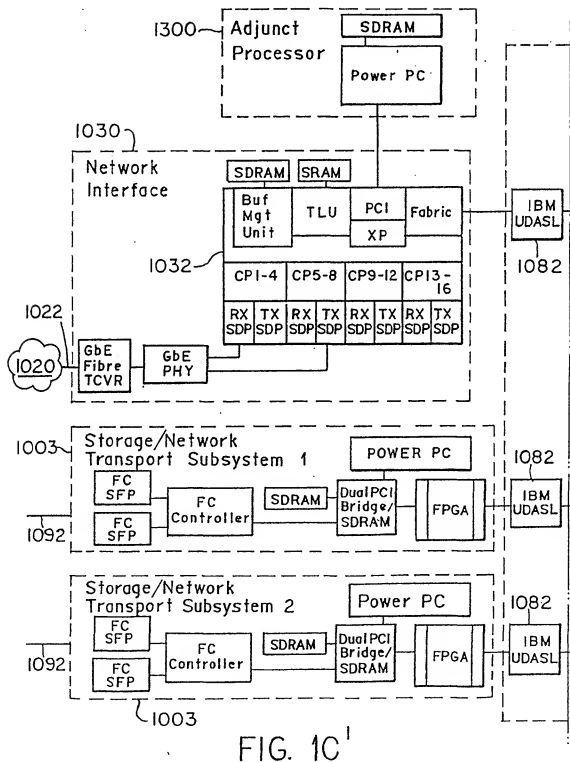 1300
Adjunct
Processor
SDRAM
Power PC
1030
Network
Interface
SDRAM
SRAM
Buf
Mgt
Unit
TLU
PCI
XP
Fabric
IBM
UDASL
1082
1032
CP1-4
CP5-8
CP9-12
CP13-
16
RX
SDP
TX
SDP
RX
SDP
TX
SDP
RX
SDP
TX
SDP
RX
SDP
TX
SDP
1022
1020
GbE
Fibre
TCVR
GbE
PHY
1003
Storage/Network
Transport Subsystem 1
POWER PC
FC
SFP
FC
SFP
FC
Controller
SDRAM
Dual PCI
Bridge/
SDRAM
FPGA
1082
IBM
UDASL
1092
Storage/Network
Transport Subsystem 2
Power PC
FC
SFP
FC
SFP
FC
Controller
SDRAM
Dual PCI
Bridge/
SDRAM
FPGA
1082
IBM
UDASL
1092
1003
FIG. 1C'